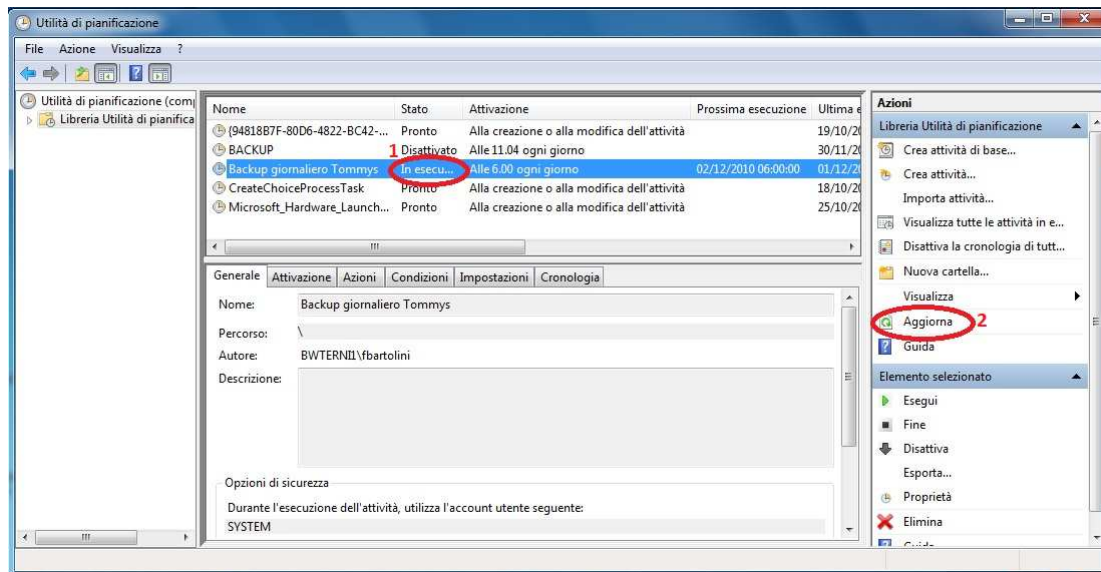 Utilità di pianificazione
File Azione Visualizza ?
Utilità di pianificazione (comp
Libreria Utilità di pianifica
Nome Stato Attivazione Prossima esecuzione Ultima e
{94818B7F-80D6-4822-BC42-... Pronto Alla creazione o alla modifica dell'attività 19/10/20
BACKUP 1 Disattivato Alle 11.04 ogni giorno 30/11/20
Backup giornaliero Tommys In esecu... Alle 6.00 ogni giorno 02/12/2010 06:00:00 01/12/20
CreateChoiceProcessTask Pronto Alla creazione o alla modifica dell'attività 18/10/20
Microsoft_Hardware_Launch... Pronto Alla creazione o alla modifica dell'attività 25/10/20
Generale Attivazione Azioni Condizioni Impostazioni Cronologia
Nome: Backup giornaliero Tommys
Percorso: \
Autore: BWTERNI1\fbartolini
Descrizione:
Opzioni di sicurezza
Durante l'esecuzione dell'attività, utilizza l'account utente seguente:
SYSTEM
Azioni
Libreria Utilità di pianificazione
Crea attività di base...
Crea attività...
Importa attività...
Visualizza tutte le attività in e...
Disattiva la cronologia di tutt...
Nuova cartella...
Visualizza
Aggiorna 2
Guida
Elemento selezionato
Esegui
Fine
Disattiva
Esporta...
Proprietà
Elimina
Guida